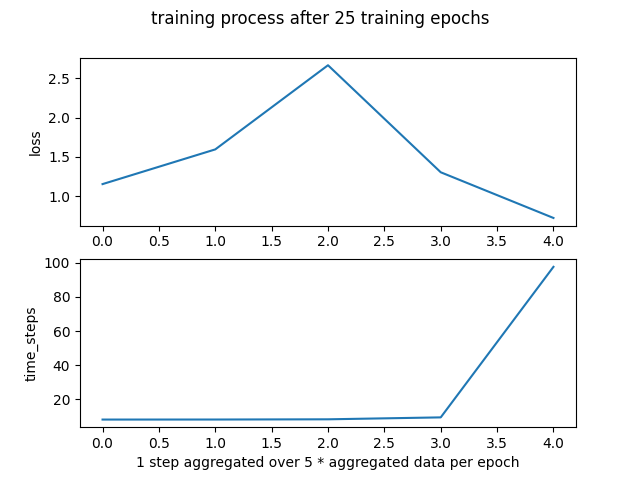 training process after 25 training epochs
2.5
2.0
1.5
1.0
loss
0.0 0.5 1.0 1.5 2.0 2.5 3.0 3.5 4.0
100
80
60
40
20
time_steps
0.0 0.5 1.0 1.5 2.0 2.5 3.0 3.5 4.0
1 step aggregated over 5 * aggregated data per epoch